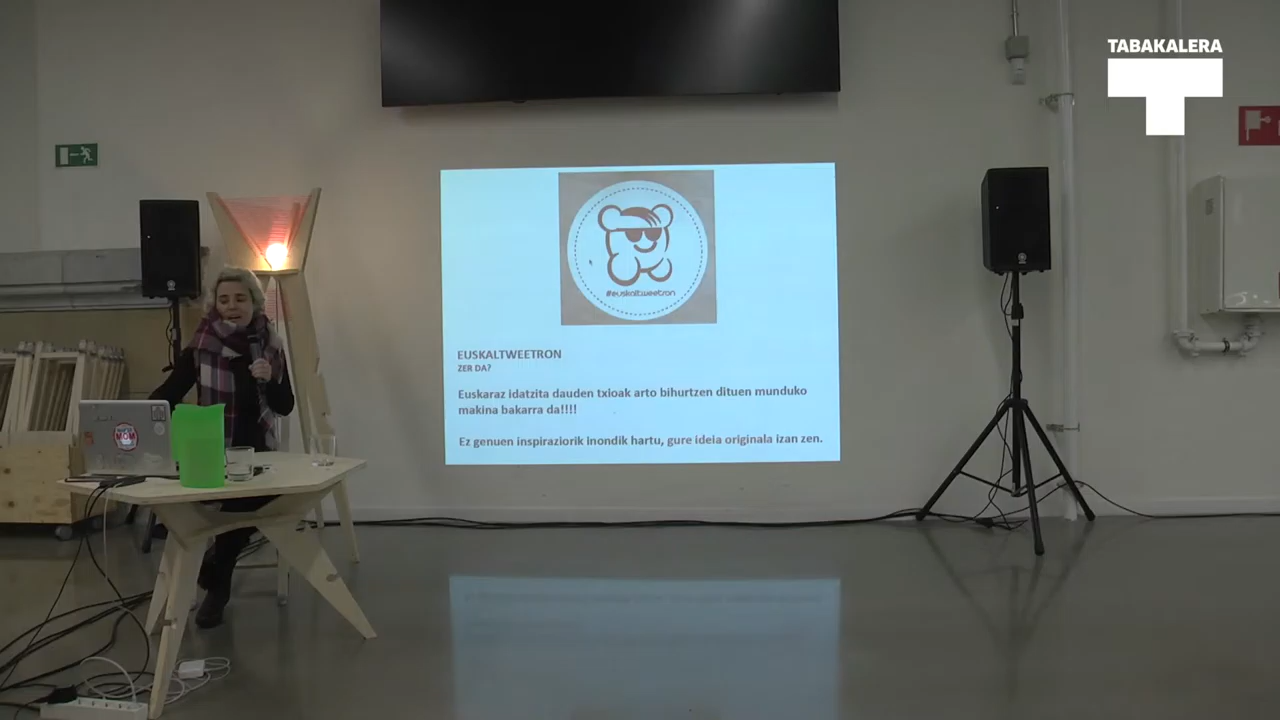 TABAKALERA
#euskaltweetron
EUSKALTWEETRON
ZER DA?
Euskaraz idatzita dauden txioak arto bihurtzen dituen munduko
makina bakarra da!!!!
Ez genuen inspiraziorik inondik hartu, gure ideia originala izan zen.
MOM